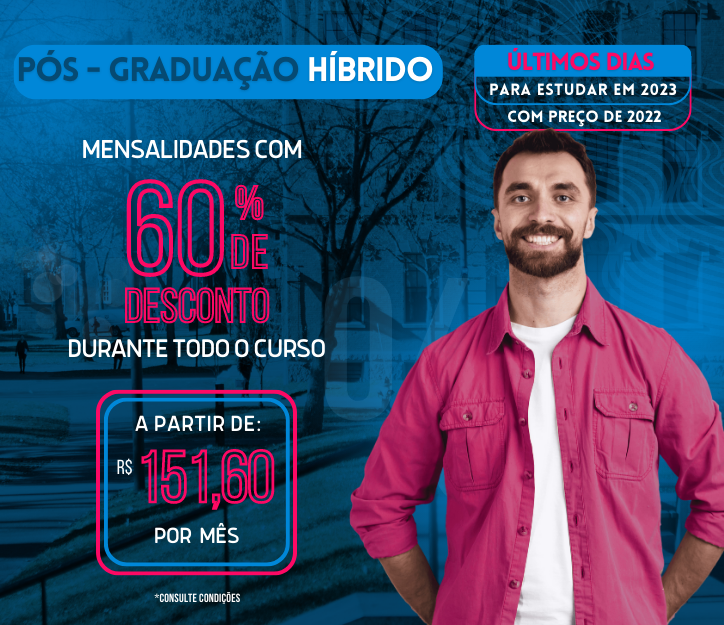 PÓS - GRADUAÇÃO HÍBRIDO
ÚLTIMOS DIAS
PARA ESTUDAR EM 2023
COM PREÇO DE 2022
MENSALIDADES COM
60% DE
DESCONTO
DURANTE TODO O CURSO
A PARTIR DE:
R$ 151,60
POR MÊS
*CONSULTE CONDIÇÕES